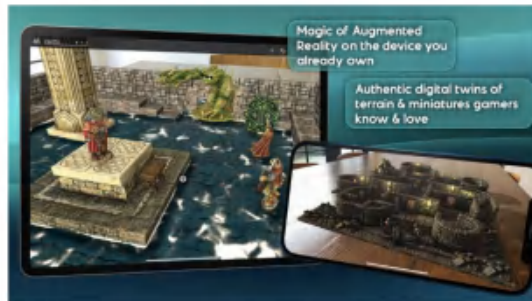 Magic of Augmented
Reality on the device you
already own
Authentic digital twins of
terrain & miniatures gamers
know & love